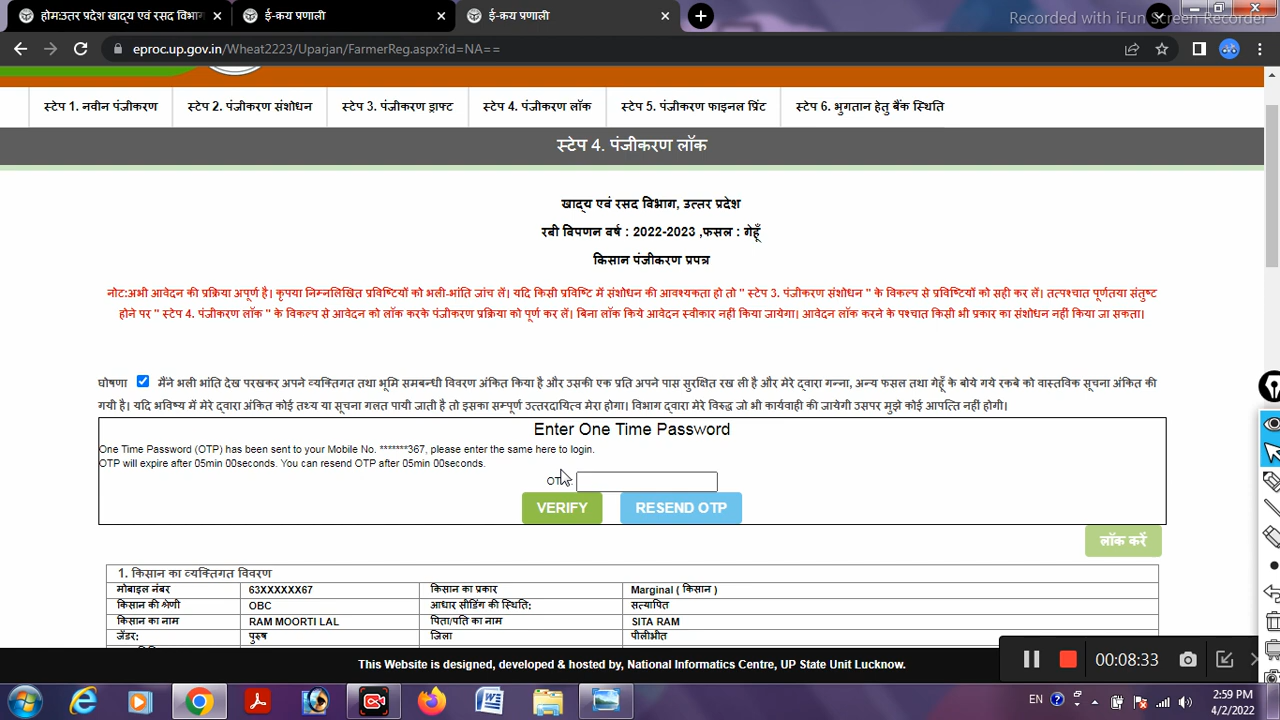 होम:उतर प्रदेश खाद्य एवं रसद विभाग
ई-क्रय प्रणाली
ई-क्रय प्रणाली
Recorded with iFun Screen Recorder
eproc.up.gov.in/Wheat2223/Uparjan/FarmerReg.aspx?id=NA==
स्टेप 1. नवीन पंजीकरण
स्टेप 2. पंजीकरण संशोधन
स्टेप 3. पंजीकरण ड्राफ्ट
स्टेप 4. पंजीकरण लॉक
स्टेप 5. पंजीकरण फाइनल प्रिंट
स्टेप 6. भुगतान हेतु बैंक स्थिति
स्टेप 4. पंजीकरण लॉक
खाद्य एवं रसद विभाग, उत्तर प्रदेश
रबी विपणन वर्ष : 2022-2023 ,फसल : गेहूँ
किसान पंजीकरण प्रपत्र
नोट:अभी आवेदन की प्रक्रिया अपूर्ण है। कृपया निम्नलिखित प्रविष्टियों को भली-भांति जांच लें। यदि किसी प्रविष्टि में संशोधन की आवश्यकता हो तो " स्टेप 3. पंजीकरण संशोधन " के विकल्प से प्रविष्टियों को सही कर लें। तत्पश्चात पूर्णतया संतुष्ट
होने पर " स्टेप 4. पंजीकरण लॉक " के विकल्प से आवेदन को लॉक करके पंजीकरण प्रक्रिया को पूर्ण कर लें। बिना लॉक किये आवेदन स्वीकार नहीं किया जायेगा। आवेदन लॉक करने के पश्चात किसी भी प्रकार का संशोधन नहीं किया जा सकता।
घोषणा मैंने भली भांति देख परखकर अपने व्यक्तिगत तथा भूमि सम्बन्धी विवरण अंकित किया है और उसकी एक प्रति अपने पास सुरक्षित रख ली है और मेरे द्वारा गन्ना, अन्य फसल तथा गेहूँ के बोये गये रकबे को वास्तविक सूचना अंकित की
गयी है। यदि भविष्य में मेरे द्वारा अंकित कोई तथ्य या सूचना गलत पायी जाती है तो इसका सम्पूर्ण उत्तरदायित्व मेरा होगा। विभाग द्वारा मेरे विरुद्ध जो भी कार्यवाही की जायेगी उसपर मुझे कोई आपत्ति नहीं होगी।
Enter One Time Password
One Time Password (OTP) has been sent to your Mobile No. *******367, please enter the same here to login.
OTP will expire after 05min 00seconds. You can resend OTP after 05min 00seconds.
VERIFY
RESEND OTP
लॉक करें
1. किसान का व्यक्तिगत विवरण
मोबाइल नंबर 63XXXXXX67 किसान का प्रकार Marginal ( किसान )
किसान की श्रेणी OBC आधार सीडिंग की स्थिति: सत्यापित
किसान का नाम RAM MOORTI LAL पिता/पति का नाम SITA RAM
जेंडर: पुरुष जिला पीलीभीत
This Website is designed, developed & hosted by, National Informatics Centre, UP State Unit Lucknow.
00:08:33
EN
2:59 PM
4/2/2022